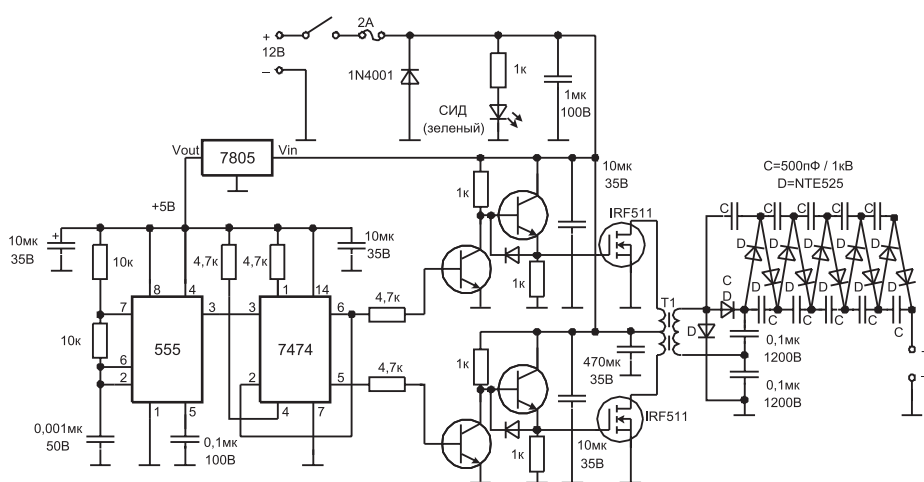 2А
+
12В
–
1N4001
1к
СИД
(зеленый)
1мк
100В
Vout
7805
Vin
+5В
10мк
35В
10к
4,7к
4,7к
10мк
35В
8
4
1
14
7
3
3
6
10к
555
7474
6
2
2
5
1
5
4
7
0,001мк
50В
0,1мк
100В
4,7к
4,7к
1к
1к
10мк
35В
IRF511
1к
1к
10мк
35В
470мк
35В
IRF511
T1
C=500пФ / 1кВ
D=NTE525
C
C
C
C
C
D
D
D
D
D
D
D
D
D
D
C
D
D
C
C
C
C
C
0,1мк
1200В
0,1мк
1200В